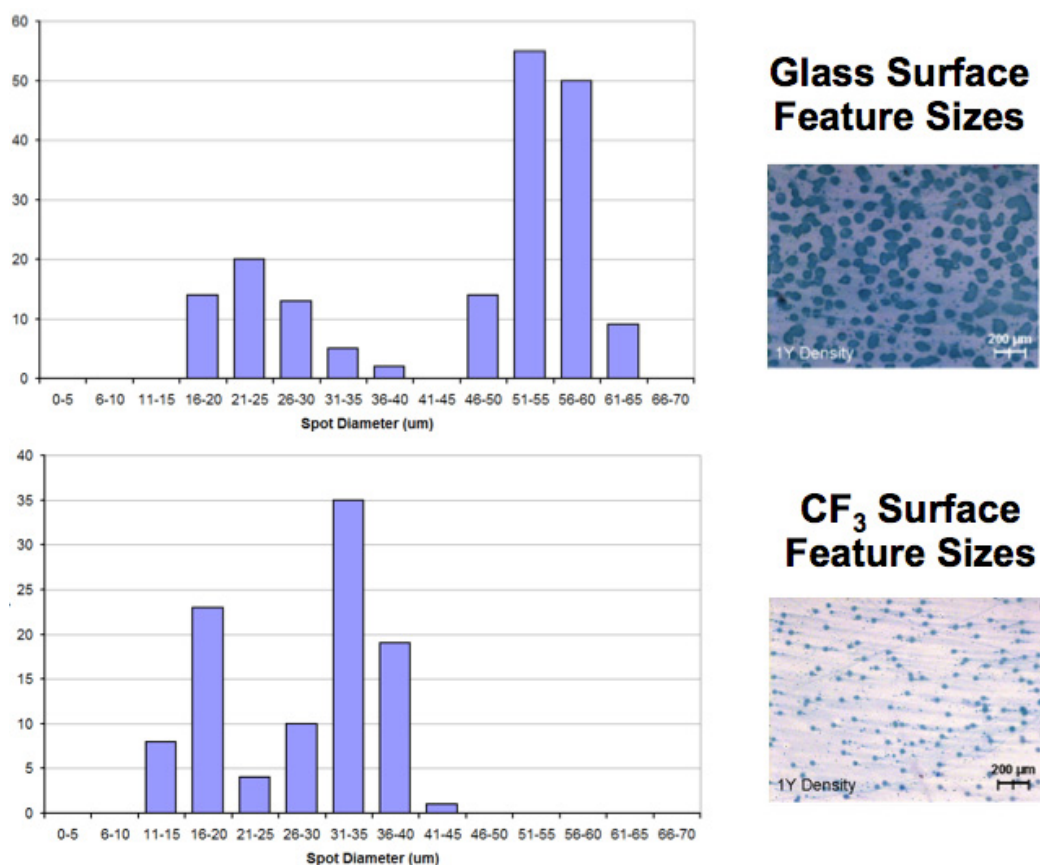 60
50
40
30
20
10
0
0-5 6-10 11-15 16-20 21-25 26-30 31-35 36-40 41-45 46-50 51-55 56-60 61-65 66-70
Spot Diameter (um)
Glass Surface
Feature Sizes
200 µm
1Y Density
40
35
30
25
20
15
10
5
0
0-5 6-10 11-15 16-20 21-25 26-30 31-35 36-40 41-45 46-50 51-55 56-60 61-65 66-70
Spot Diameter (um)
CF₃ Surface
Feature Sizes
200 µm
1Y Density